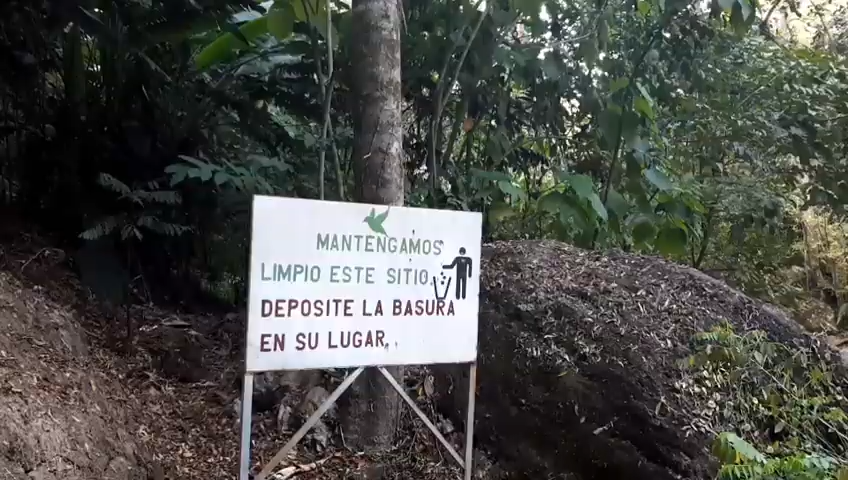 MANTENGAMOS
LIMPIO ESTE SITIO.
DEPOSITE LA BASURA
EN SU LUGAR.